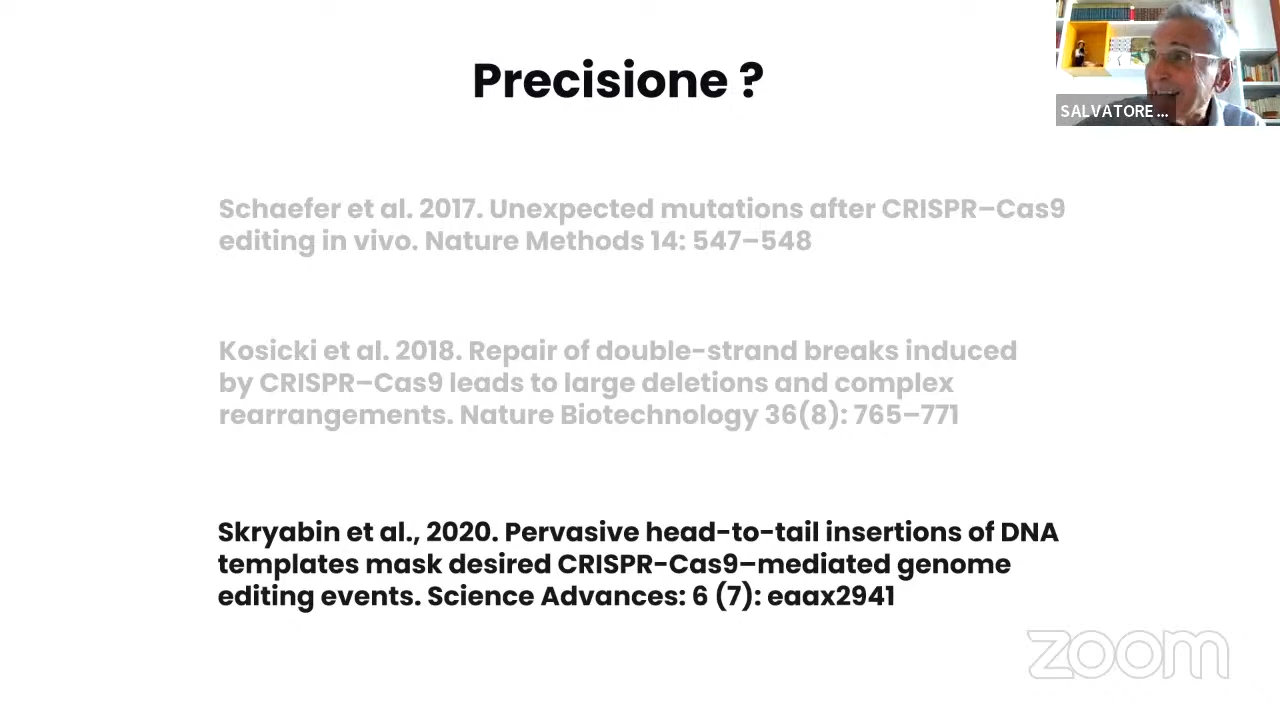 Precisione ?
SALVATORE ...
Schaefer et al. 2017. Unexpected mutations after CRISPR–Cas9
editing in vivo. Nature Methods 14: 547–548
Kosicki et al. 2018. Repair of double-strand breaks induced
by CRISPR–Cas9 leads to large deletions and complex
rearrangements. Nature Biotechnology 36(8): 765–771
Skryabin et al., 2020. Pervasive head-to-tail insertions of DNA
templates mask desired CRISPR-Cas9–mediated genome
editing events. Science Advances: 6 (7): eaax2941
zoom